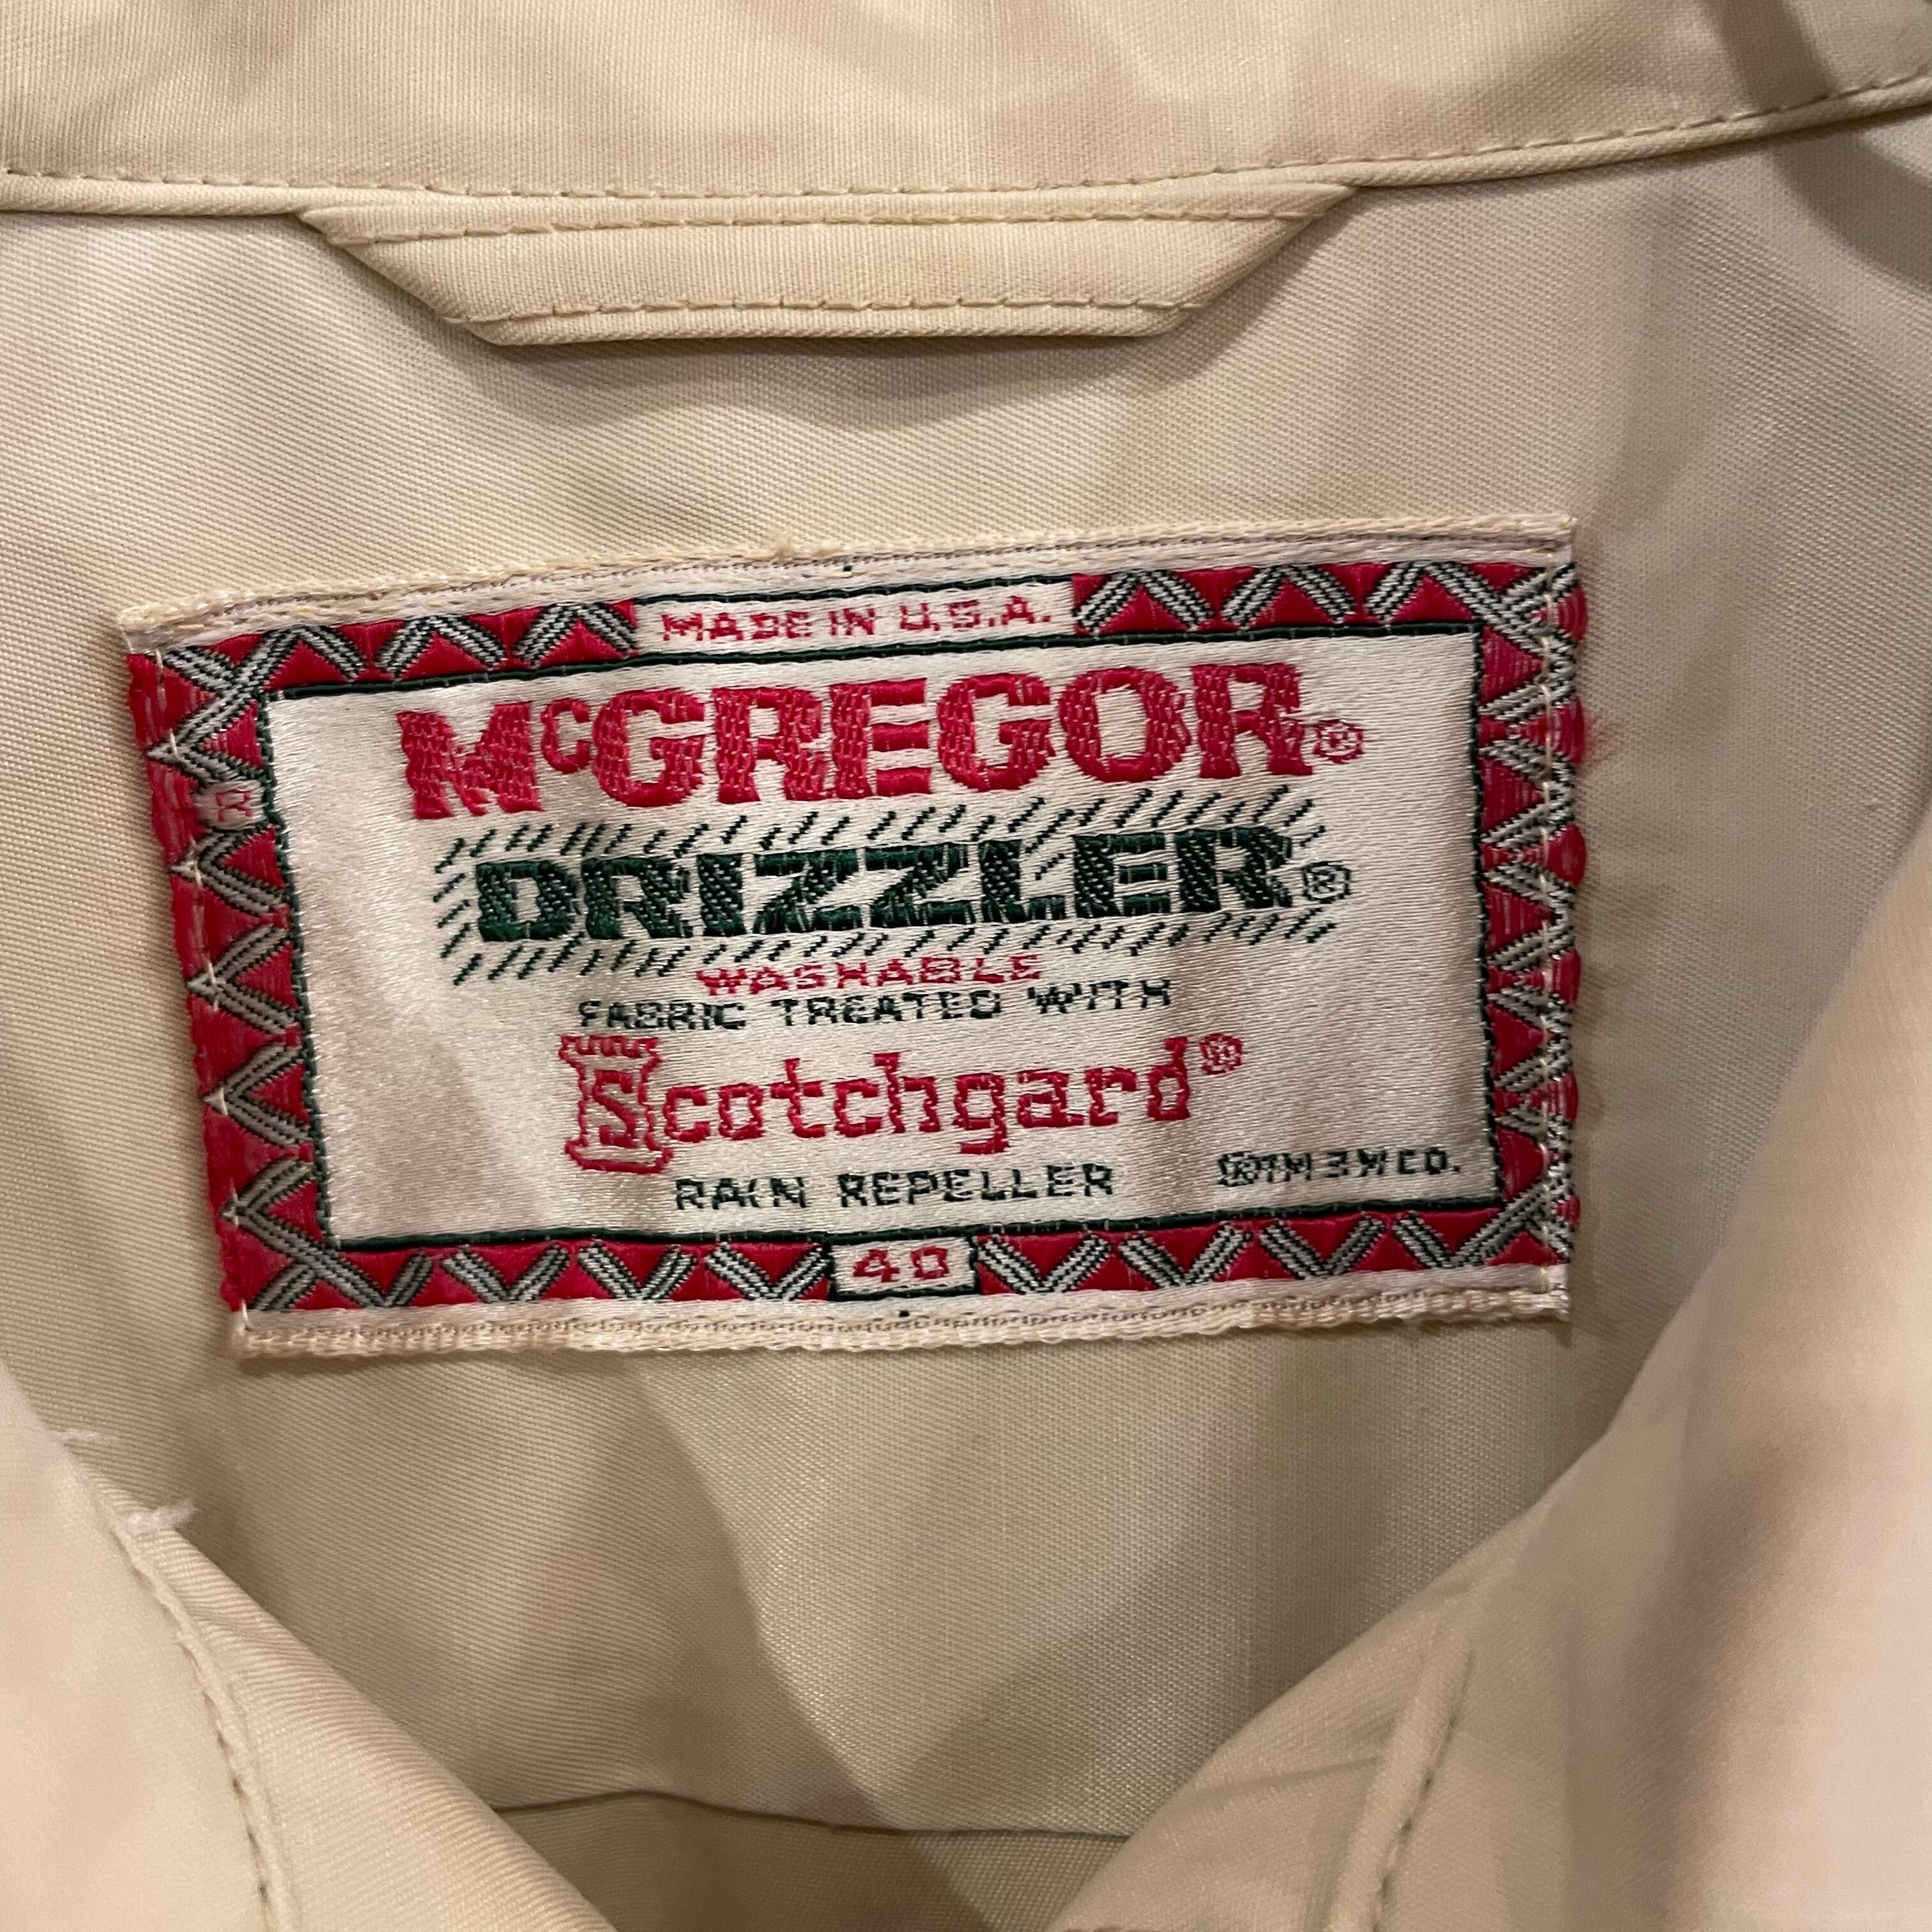 MADE IN U.S.A.
McGREGOR®
R
DRIZZLER®
WASHABLE
FABRIC TREATED WITH
Scotchgard®
RAIN REPELLER
®TM 3M CO.
40